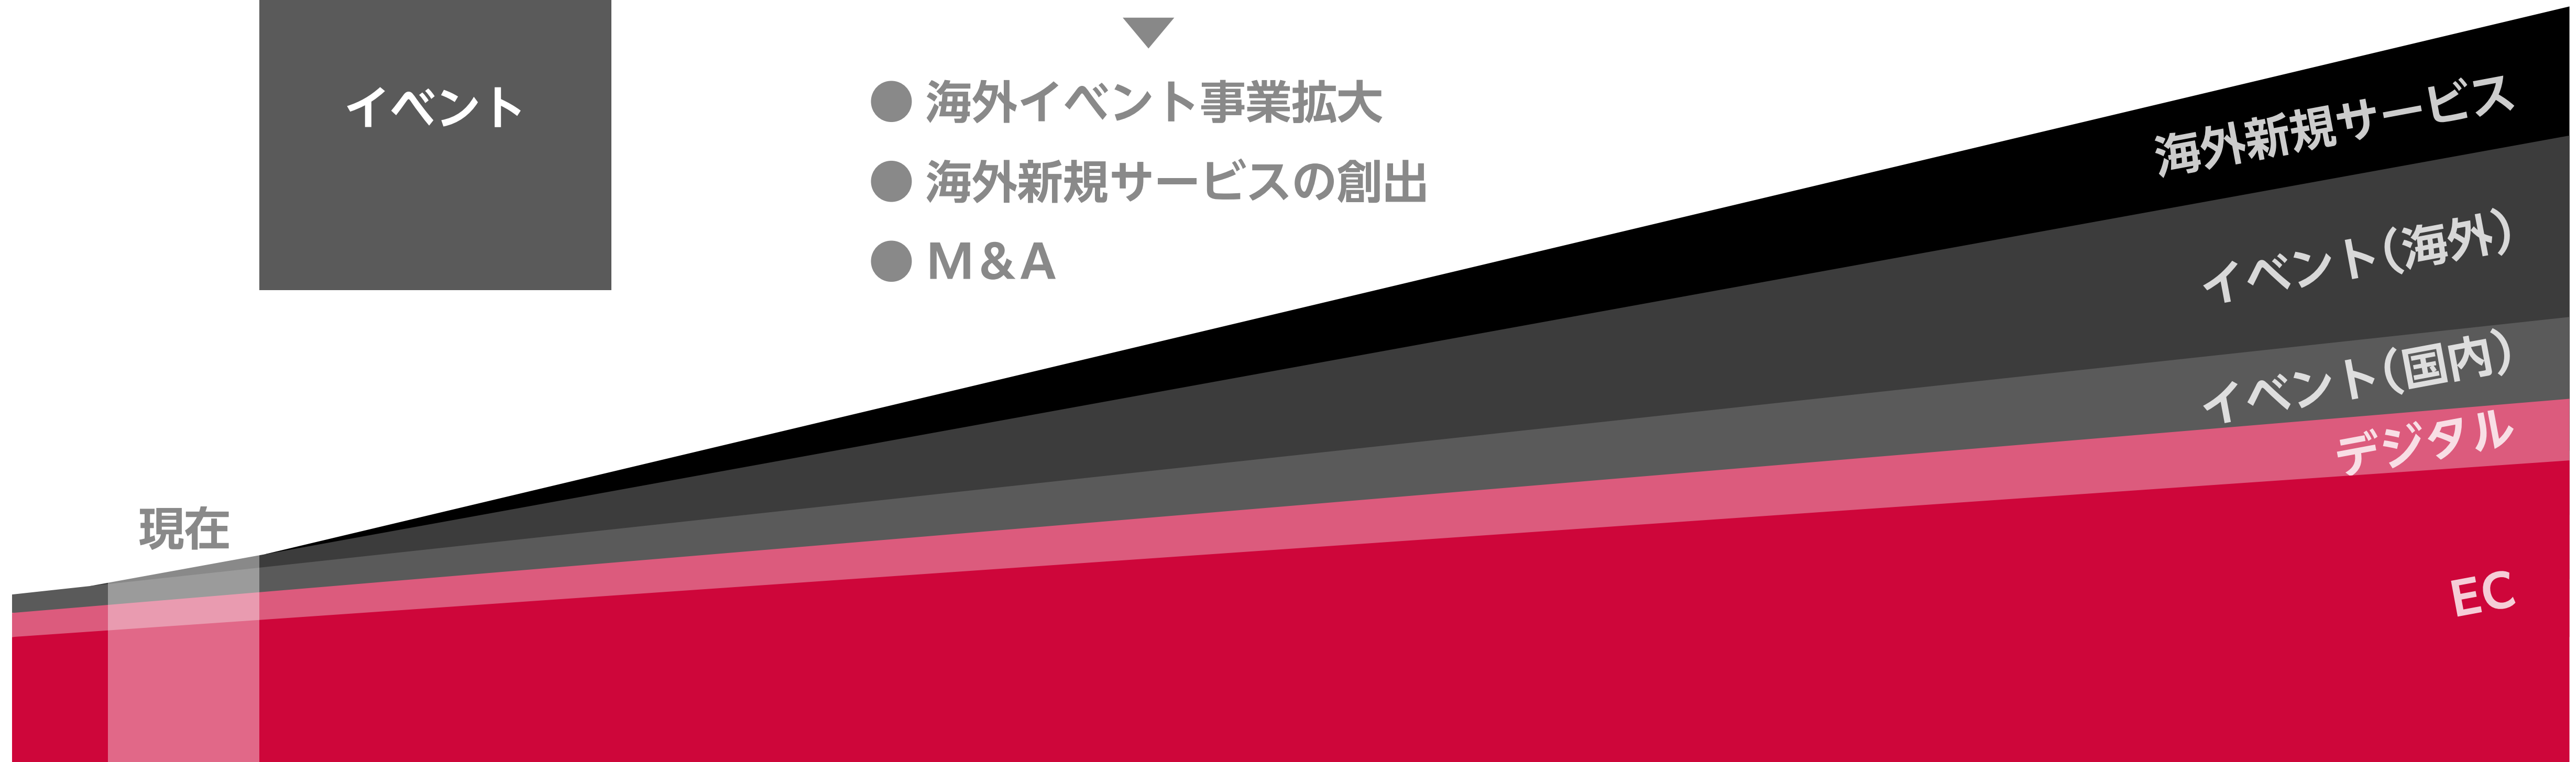 イベント
● 海外イベント事業拡大
● 海外新規サービスの創出
● M&A
現在
海外新規サービス
イベント(海外)
イベント(国内)
デジタル
EC